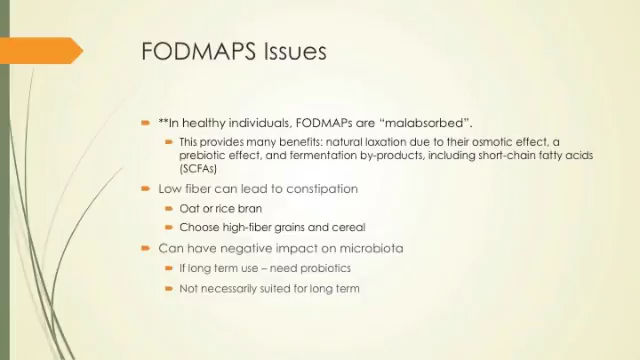 FODMAPS Issues
**In healthy individuals, FODMAPs are “malabsorbed”.
This provides many benefits: natural laxation due to their osmotic effect, a
prebiotic effect, and fermentation by-products, including short-chain fatty acids
(SCFAs)
Low fiber can lead to constipation
Oat or rice bran
Choose high-fiber grains and cereal
Can have negative impact on microbiota
If long term use – need probiotics
Not necessarily suited for long term